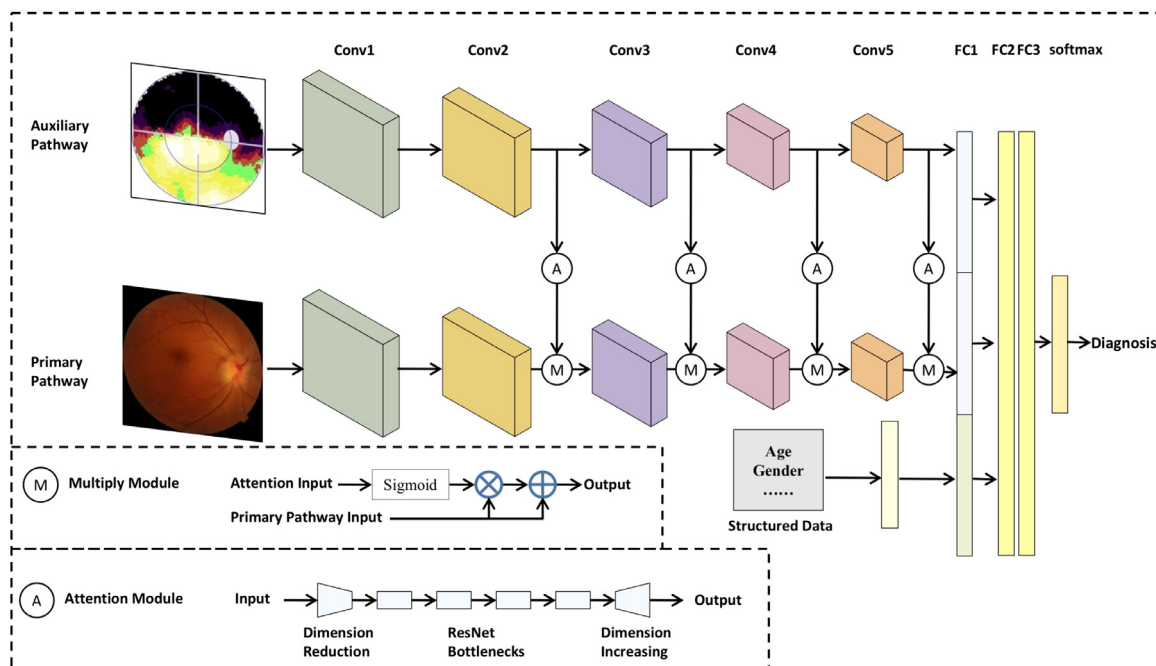 Conv1 Conv2 Conv3 Conv4 Conv5 FC1 FC2 FC3 softmax
Auxiliary
Pathway
A A A A
Primary
Pathway
M M M M
Diagnosis
Age
Gender
......
Structured Data
M Multiply Module
Attention Input Sigmoid Output
Primary Pathway Input
A Attention Module Input Output
Dimension
Reduction
ResNet
Bottlenecks
Dimension
Increasing